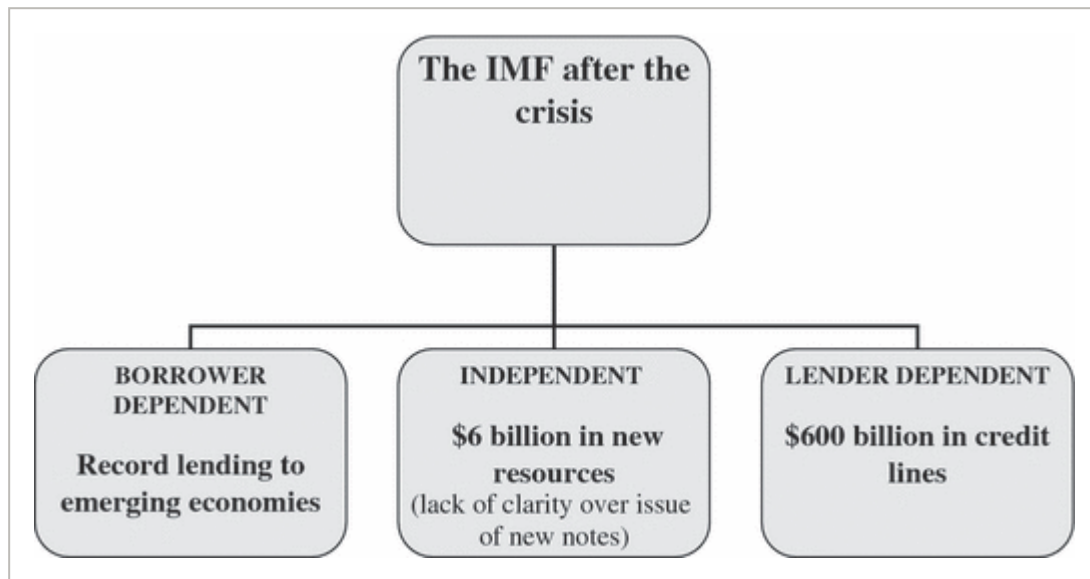 The IMF after the
crisis
BORROWER
DEPENDENT
Record lending to
emerging economies
INDEPENDENT
$6 billion in new
resources
(lack of clarity over issue
of new notes)
LENDER DEPENDENT
$600 billion in credit
lines